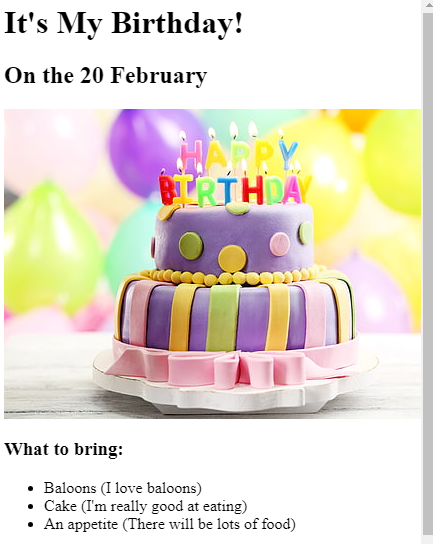 It's My Birthday!
On the 20 February
HAPPY
BIRTHDAY
What to bring:
Baloons (I love baloons)
Cake (I'm really good at eating)
An appetite (There will be lots of food)